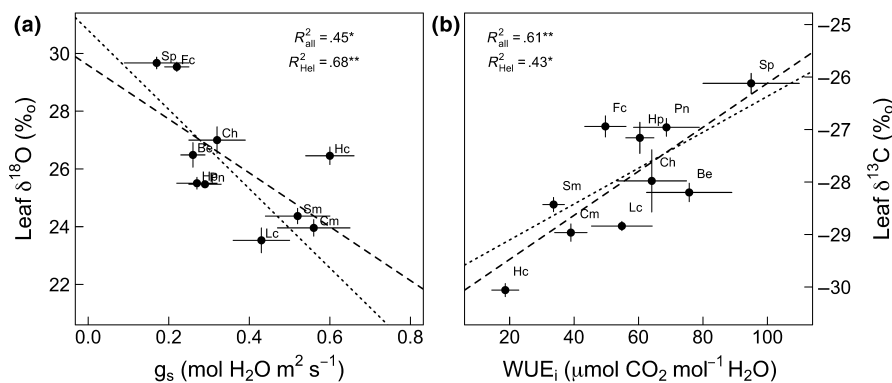 (a)
R²all = .45*
R²Hel = .68**
Sp
Fc
Ch
Be
Hc
Hp
Pn
Sm
Cm
Lc
30
28
26
24
22
Leaf δ¹⁸O (‰)
0.0 0.2 0.4 0.6 0.8
gs (mol H₂O m² s⁻¹)
(b)
R²all = .61**
R²Hel = .43*
Sp
Fc
Pn
Hp
Ch
Be
Sm
Lc
Cm
Hc
−25
−26
−27
−28
−29
−30
Leaf δ¹³C (‰)
20 40 60 80 100
WUEi (μmol CO₂ mol⁻¹ H₂O)